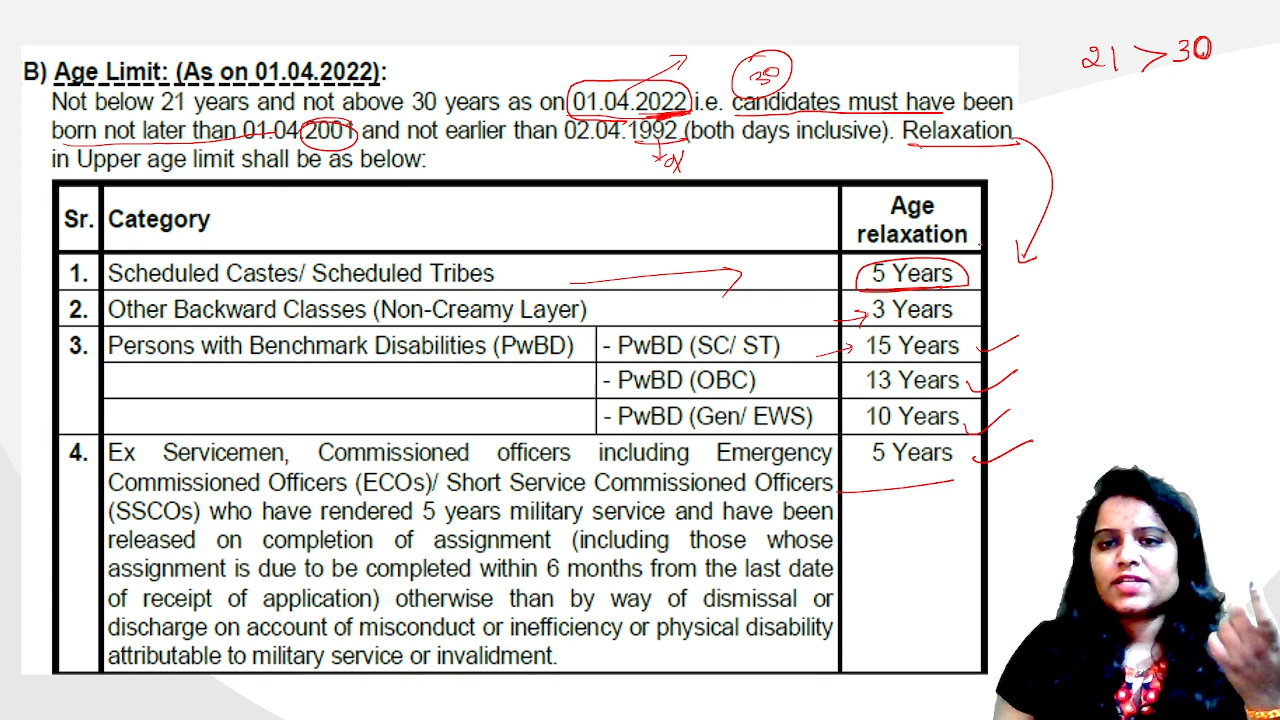 21 > 30
B) Age Limit: (As on 01.04.2022):
30
Not below 21 years and not above 30 years as on 01.04.2022 i.e. candidates must have been
born not later than 01.04.2001 and not earlier than 02.04.1992 (both days inclusive). Relaxation
in Upper age limit shall be as below:
Sr. Category Age relaxation
1. Scheduled Castes/ Scheduled Tribes 5 Years
2. Other Backward Classes (Non-Creamy Layer) 3 Years
3. Persons with Benchmark Disabilities (PwBD) - PwBD (SC/ ST) 15 Years
- PwBD (OBC) 13 Years
- PwBD (Gen/ EWS) 10 Years
4. Ex Servicemen, Commissioned officers including Emergency 5 Years
Commissioned Officers (ECOs)/ Short Service Commissioned Officers
(SSCOs) who have rendered 5 years military service and have been
released on completion of assignment (including those whose
assignment is due to be completed within 6 months from the last date
of receipt of application) otherwise than by way of dismissal or
discharge on account of misconduct or inefficiency or physical disability
attributable to military service or invalidment.